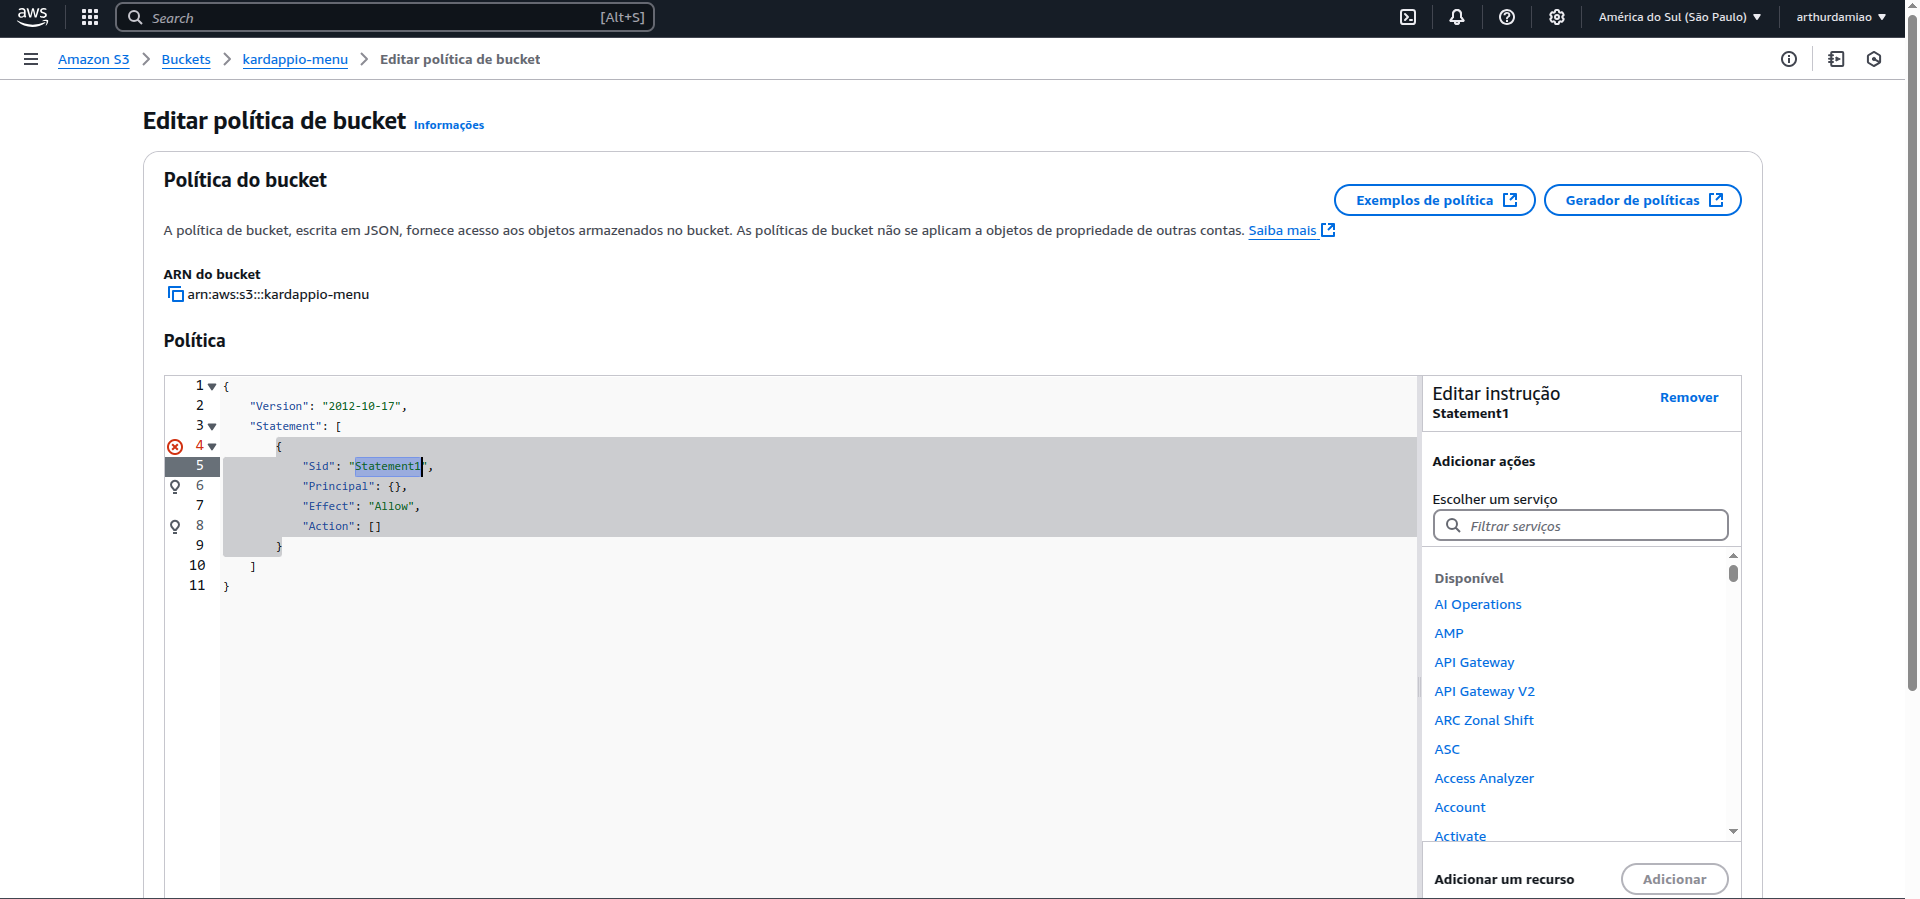 aws
Search
[Alt+S]
América do Sul (São Paulo)
arthurdamiao
Amazon S3
Buckets
kardappio-menu
Editar política de bucket
Editar política de bucket
Informações
Política do bucket
Exemplos de política
Gerador de políticas
A política de bucket, escrita em JSON, fornece acesso aos objetos armazenados no bucket. As políticas de bucket não se aplicam a objetos de propriedade de outras contas. Saiba mais
ARN do bucket
arn:aws:s3:::kardappio-menu
Política
1 {
2 "Version": "2012-10-17",
3 "Statement": [
4 {
5 "Sid": "Statement1",
6 "Principal": {},
7 "Effect": "Allow",
8 "Action": []
9 }
10 ]
11 }
Editar instrução
Statement1
Remover
Adicionar ações
Escolher um serviço
Filtrar serviços
Disponível
AI Operations
AMP
API Gateway
API Gateway V2
ARC Zonal Shift
ASC
Access Analyzer
Account
Activate
Adicionar um recurso
Adicionar